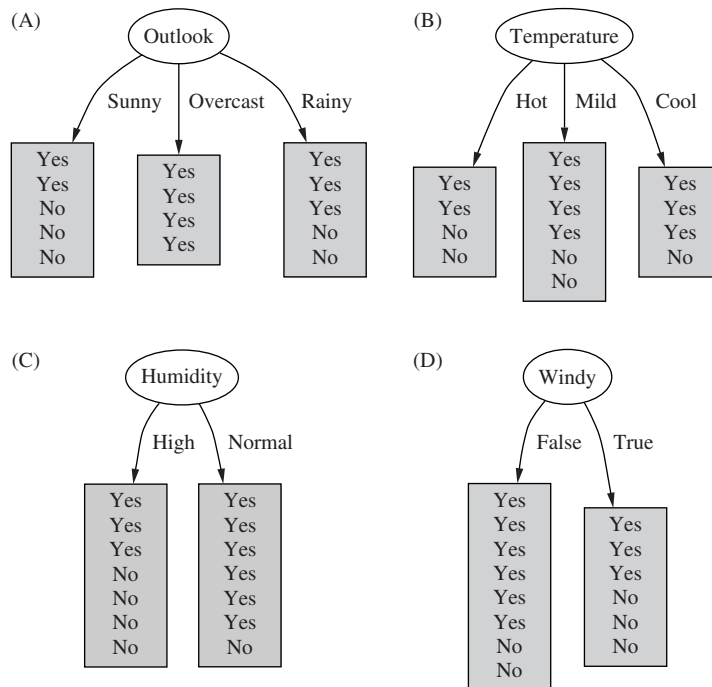 (A)
Outlook
Sunny Overcast Rainy
Yes
Yes
No
No
No
Yes
Yes
Yes
Yes
Yes
Yes
Yes
No
No
(B)
Temperature
Hot Mild Cool
Yes
Yes
No
No
Yes
Yes
Yes
Yes
No
No
Yes
Yes
Yes
No
(C)
Humidity
High Normal
Yes
Yes
Yes
No
No
No
No
Yes
Yes
Yes
Yes
Yes
Yes
No
(D)
Windy
False True
Yes
Yes
Yes
Yes
Yes
Yes
No
No
Yes
Yes
Yes
No
No
No